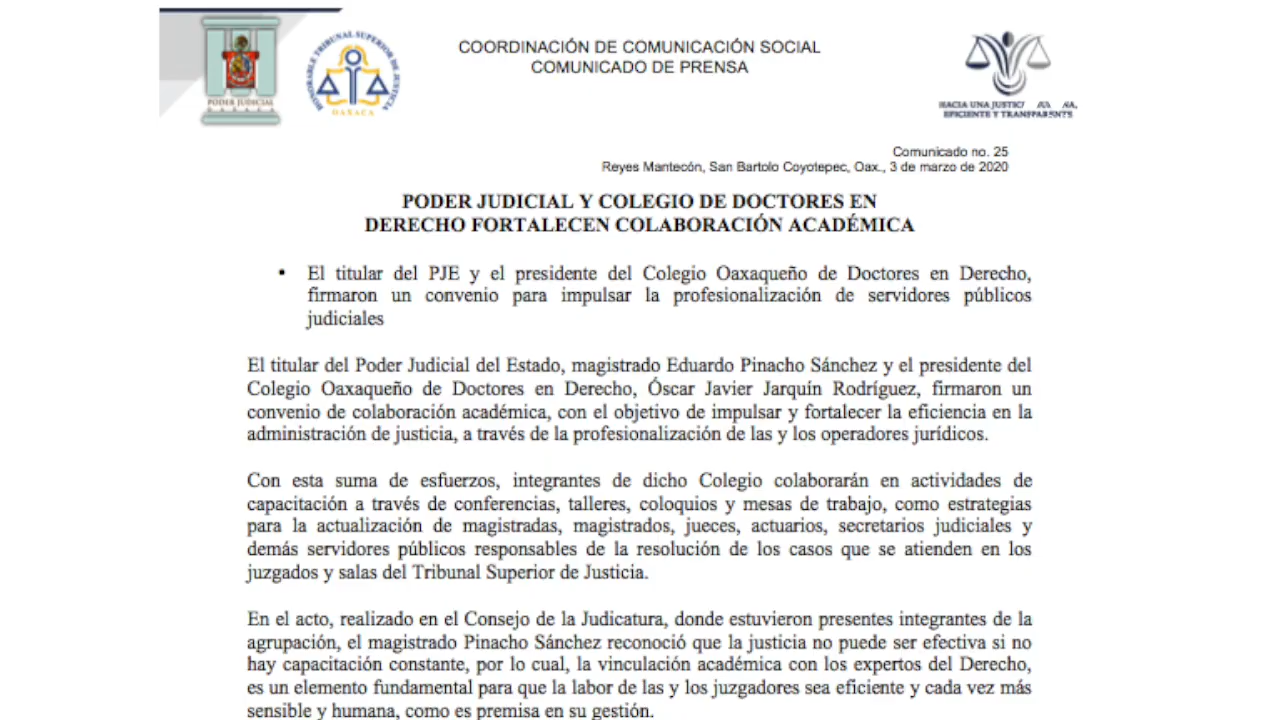 PODER JUDICIAL
OAXACA
HONORABLE TRIBUNAL SUPERIOR DE JUSTICIA
OAXACA
COORDINACIÓN DE COMUNICACIÓN SOCIAL
COMUNICADO DE PRENSA
HACIA UNA
EFICIENTE Y TRANSPARENTE
Comunicado no. 25
Reyes Mantecón, San Bartolo Coyotepec, Oax., 3 de marzo de 2020
PODER JUDICIAL Y COLEGIO DE DOCTORES EN
DERECHO FORTALECEN COLABORACIÓN ACADÉMICA
• El titular del PJE y el presidente del Colegio Oaxaqueño de Doctores en Derecho,
firmaron un convenio para impulsar la profesionalización de servidores públicos
judiciales
El titular del Poder Judicial del Estado, magistrado Eduardo Pinacho Sánchez y el presidente del
Colegio Oaxaqueño de Doctores en Derecho, Óscar Javier Jarquín Rodríguez, firmaron un
convenio de colaboración académica, con el objetivo de impulsar y fortalecer la eficiencia en la
administración de justicia, a través de la profesionalización de las y los operadores jurídicos.
Con esta suma de esfuerzos, integrantes de dicho Colegio colaborarán en actividades de
capacitación a través de conferencias, talleres, coloquios y mesas de trabajo, como estrategias
para la actualización de magistradas, magistrados, jueces, actuarios, secretarios judiciales y
demás servidores públicos responsables de la resolución de los casos que se atienden en los
juzgados y salas del Tribunal Superior de Justicia.
En el acto, realizado en el Consejo de la Judicatura, donde estuvieron presentes integrantes de la
agrupación, el magistrado Pinacho Sánchez reconoció que la justicia no puede ser efectiva si no
hay capacitación constante, por lo cual, la vinculación académica con los expertos del Derecho,
es un elemento fundamental para que la labor de las y los juzgadores sea eficiente y cada vez más
sensible y humana, como es premisa en su gestión.